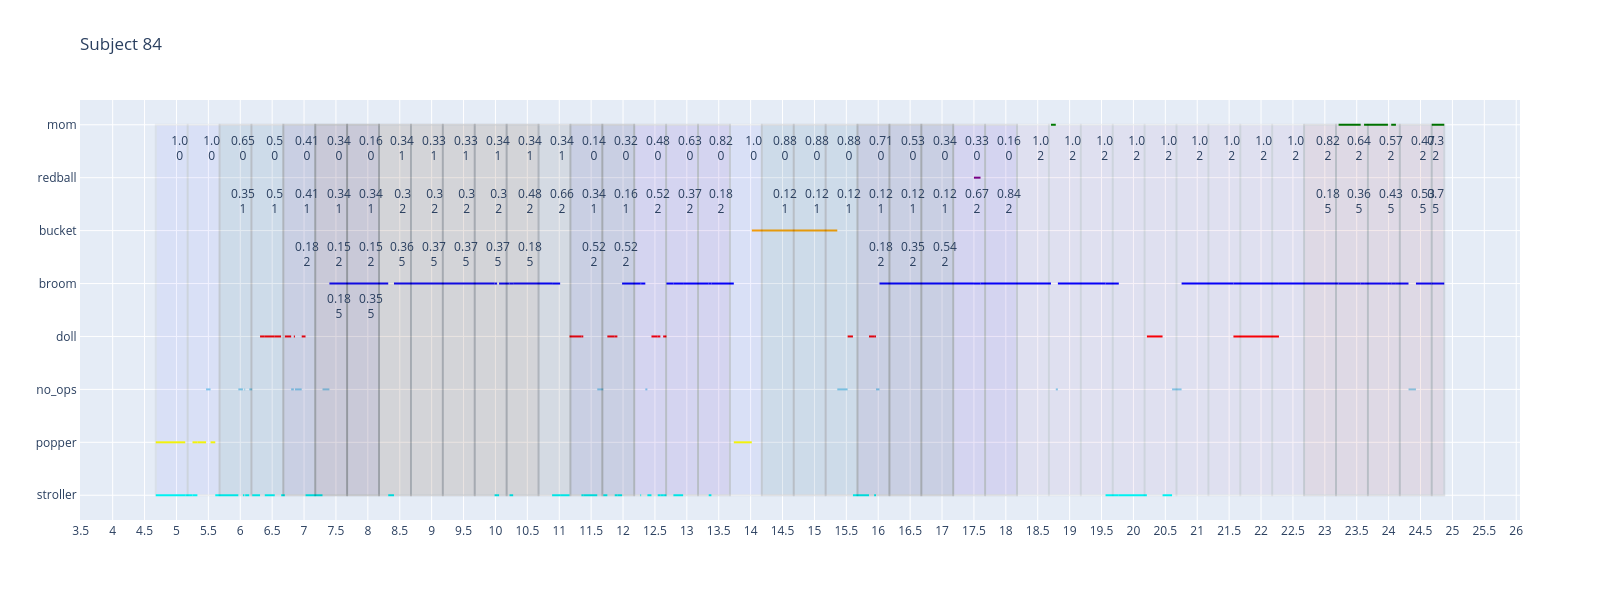 Subject 84
mom
1.0 1.0 0.65 0.5 0.41 0.34 0.16 0.34 0.33 0.33 0.34 0.34 0.34 0.14 0.32 0.48 0.63 0.82 1.0 0.88 0.88 0.88 0.71 0.53 0.34 0.33 0.16 1.0 1.0 1.0 1.0 1.0 1.0 1.0 1.0 1.0 0.82 0.64 0.57 0.47 0.3
0 0 0 0 0 0 0 1 1 1 1 1 1 0 0 0 0 0 0 0 0 0 0 0 0 0 0 2 2 2 2 2 2 2 2 2 2 2 2 2 2
redball
0.35 0.5 0.41 0.34 0.34 0.3 0.3 0.3 0.3 0.48 0.66 0.34 0.16 0.52 0.37 0.18 0.12 0.12 0.12 0.12 0.12 0.12 0.67 0.84 0.18 0.36 0.43 0.53 0.7
1 1 1 1 1 2 2 2 2 2 2 1 1 2 2 2 1 1 1 1 1 1 2 2 5 5 5 5 5
bucket
0.18 0.15 0.15 0.36 0.37 0.37 0.37 0.18 0.52 0.52 0.18 0.35 0.54
2 2 2 5 5 5 5 5 2 2 2 2 2
broom
0.18 0.35
5 5
doll
no_ops
popper
stroller
3.5 4 4.5 5 5.5 6 6.5 7 7.5 8 8.5 9 9.5 10 10.5 11 11.5 12 12.5 13 13.5 14 14.5 15 15.5 16 16.5 17 17.5 18 18.5 19 19.5 20 20.5 21 21.5 22 22.5 23 23.5 24 24.5 25 25.5 26